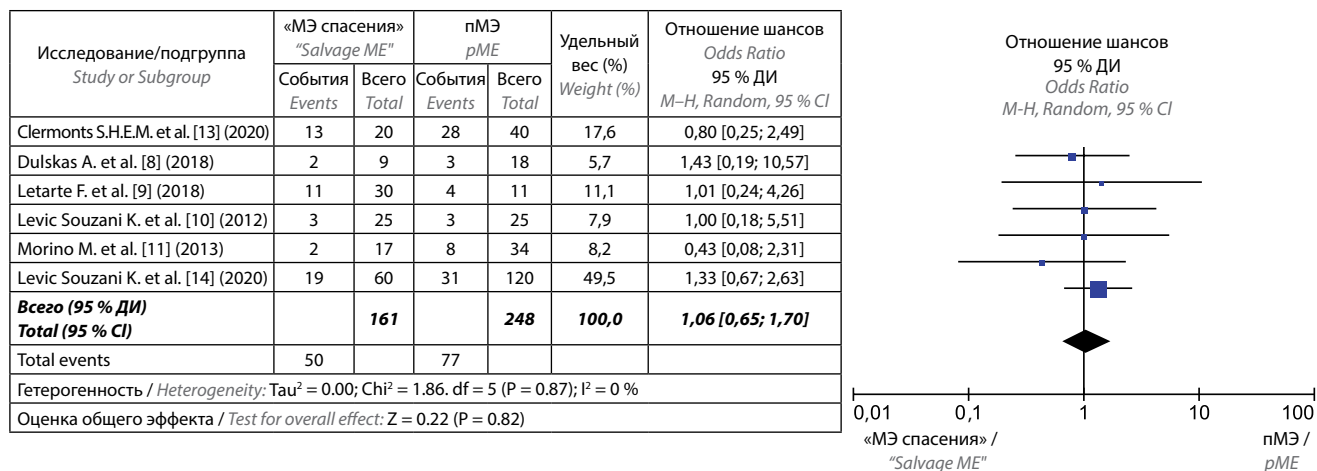 Исследование/подгруппа
Study or Subgroup
«МЭ спасения»
“Salvage ME"
пМЭ
pME
Удельный
вес (%)
Weight (%)
Отношение шансов
Odds Ratio
95 % ДИ
M–H, Random, 95 % Cl
События
Events
Всего
Total
События
Events
Всего
Total
Clermonts S.H.E.M. et al. [13] (2020) 13 20 28 40 17,6 0,80 [0,25; 2,49]
Dulskas A. et al. [8] (2018) 2 9 3 18 5,7 1,43 [0,19; 10,57]
Letarte F. et al. [9] (2018) 11 30 4 11 11,1 1,01 [0,24; 4,26]
Levic Souzani K. et al. [10] (2012) 3 25 3 25 7,9 1,00 [0,18; 5,51]
Morino M. et al. [11] (2013) 2 17 8 34 8,2 0,43 [0,08; 2,31]
Levic Souzani K. et al. [14] (2020) 19 60 31 120 49,5 1,33 [0,67; 2,63]
Всего (95 % ДИ)
Total (95 % Cl) 161 248 100,0 1,06 [0,65; 1,70]
Total events 50 77
Гетерогенность / Heterogeneity: Tau² = 0.00; Chi² = 1.86. df = 5 (P = 0.87); I² = 0 %
Оценка общего эффекта / Test for overall effect: Z = 0.22 (P = 0.82)
Отношение шансов
95 % ДИ
Odds Ratio
M-H, Random, 95 % Cl
0,01 0,1 1 10 100
«МЭ спасения» /
“Salvage ME"
пМЭ /
pME